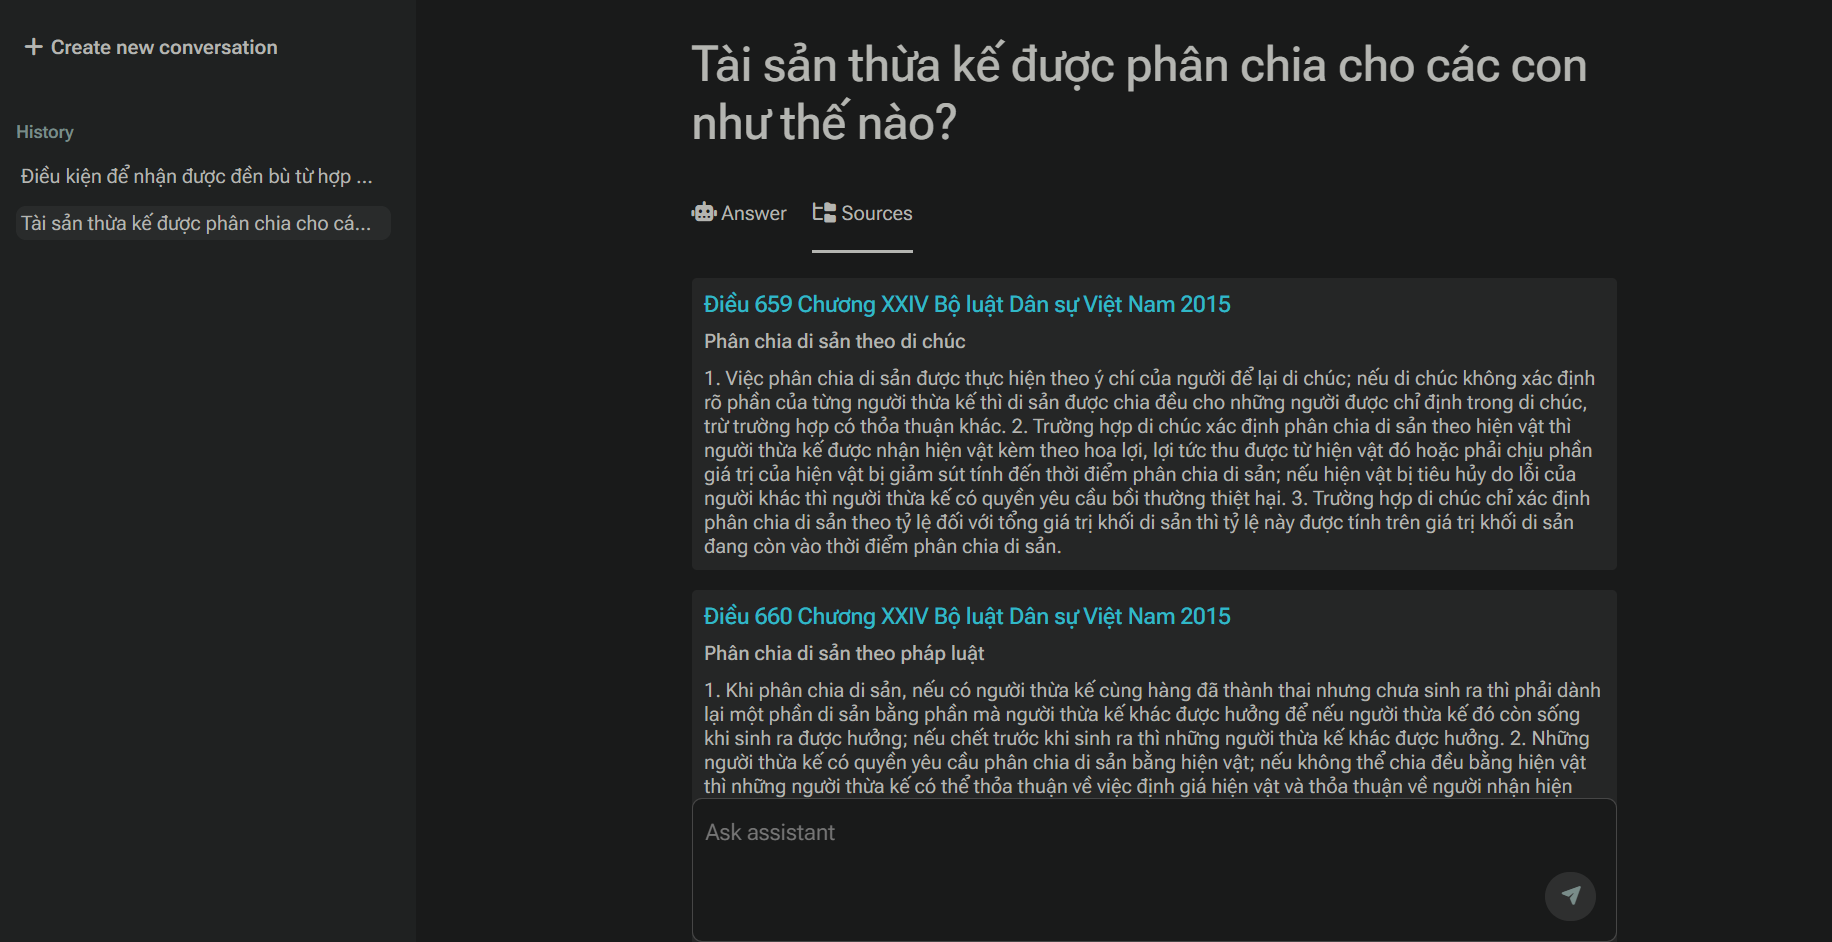 Create new conversation
History
Điều kiện để nhận được đền bù từ hợp ...
Tài sản thừa kế được phân chia cho cá...
Tài sản thừa kế được phân chia cho các con
như thế nào?
Answer
Sources
Điều 659 Chương XXIV Bộ luật Dân sự Việt Nam 2015
Phân chia di sản theo di chúc
1. Việc phân chia di sản được thực hiện theo ý chí của người để lại di chúc; nếu di chúc không xác định
rõ phần của từng người thừa kế thì di sản được chia đều cho những người được chỉ định trong di chúc,
trừ trường hợp có thỏa thuận khác. 2. Trường hợp di chúc xác định phân chia di sản theo hiện vật thì
người thừa kế được nhận hiện vật kèm theo hoa lợi, lợi tức thu được từ hiện vật đó hoặc phải chịu phần
giá trị của hiện vật bị giảm sút tính đến thời điểm phân chia di sản; nếu hiện vật bị tiêu hủy do lỗi của
người khác thì người thừa kế có quyền yêu cầu bồi thường thiệt hại. 3. Trường hợp di chúc chỉ xác định
phân chia di sản theo tỷ lệ đối với tổng giá trị khối di sản thì tỷ lệ này được tính trên giá trị khối di sản
đang còn vào thời điểm phân chia di sản.
Điều 660 Chương XXIV Bộ luật Dân sự Việt Nam 2015
Phân chia di sản theo pháp luật
1. Khi phân chia di sản, nếu có người thừa kế cùng hàng đã thành thai nhưng chưa sinh ra thì phải dành
lại một phần di sản bằng phần mà người thừa kế khác được hưởng để nếu người thừa kế đó còn sống
khi sinh ra được hưởng; nếu chết trước khi sinh ra thì những người thừa kế khác được hưởng. 2. Những
người thừa kế có quyền yêu cầu phân chia di sản bằng hiện vật; nếu không thể chia đều bằng hiện vật
thì những người thừa kế có thể thỏa thuận về việc định giá hiện vật và thỏa thuận về người nhận hiện
Ask assistant